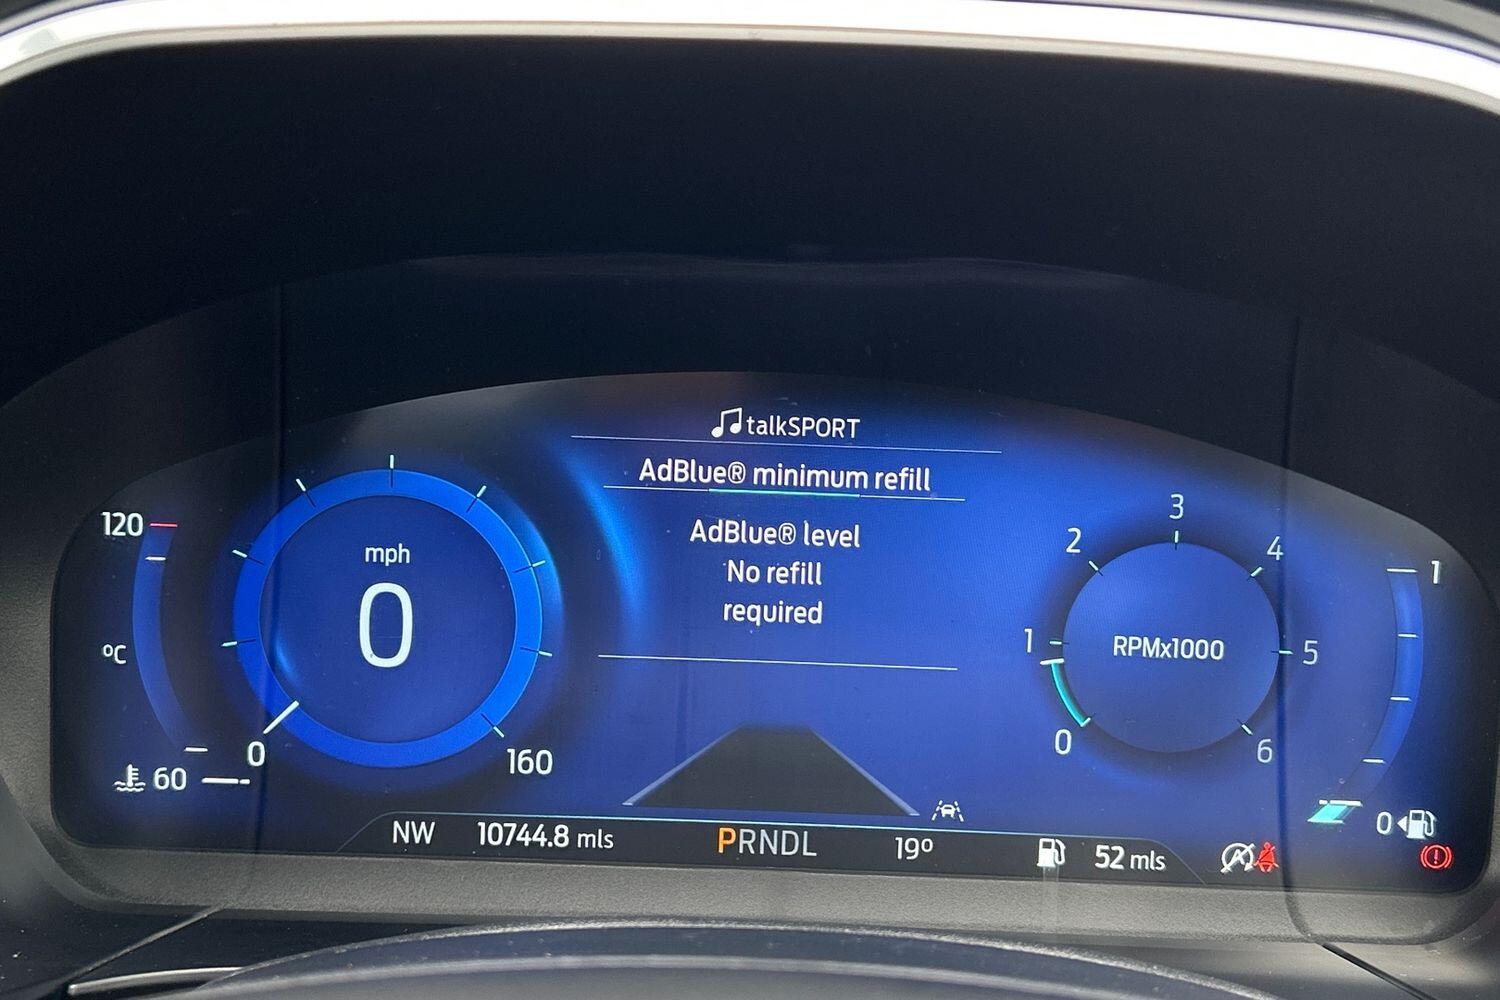 talkSPORT
AdBlue® minimum refill
AdBlue® level
No refill
required
120
°C
60
mph
0
0
160
RPMx1000
0
1
2
3
4
5
6
1
0
NW 10744.8 mls PRNDL 19° 52 mls